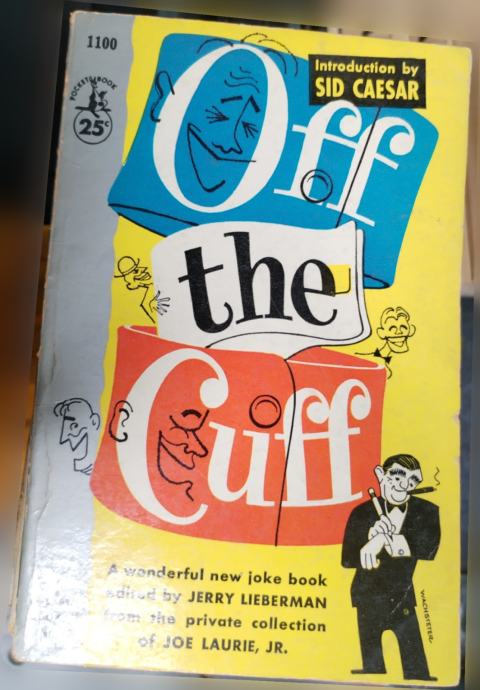 1100
POCKET BOOK
25¢
Introduction by
SID CAESAR
Off
the
Cuff
A wonderful new joke book
edited by JERRY LIEBERMAN
from the private collection
of JOE LAURIE, JR.
WACHSTETER